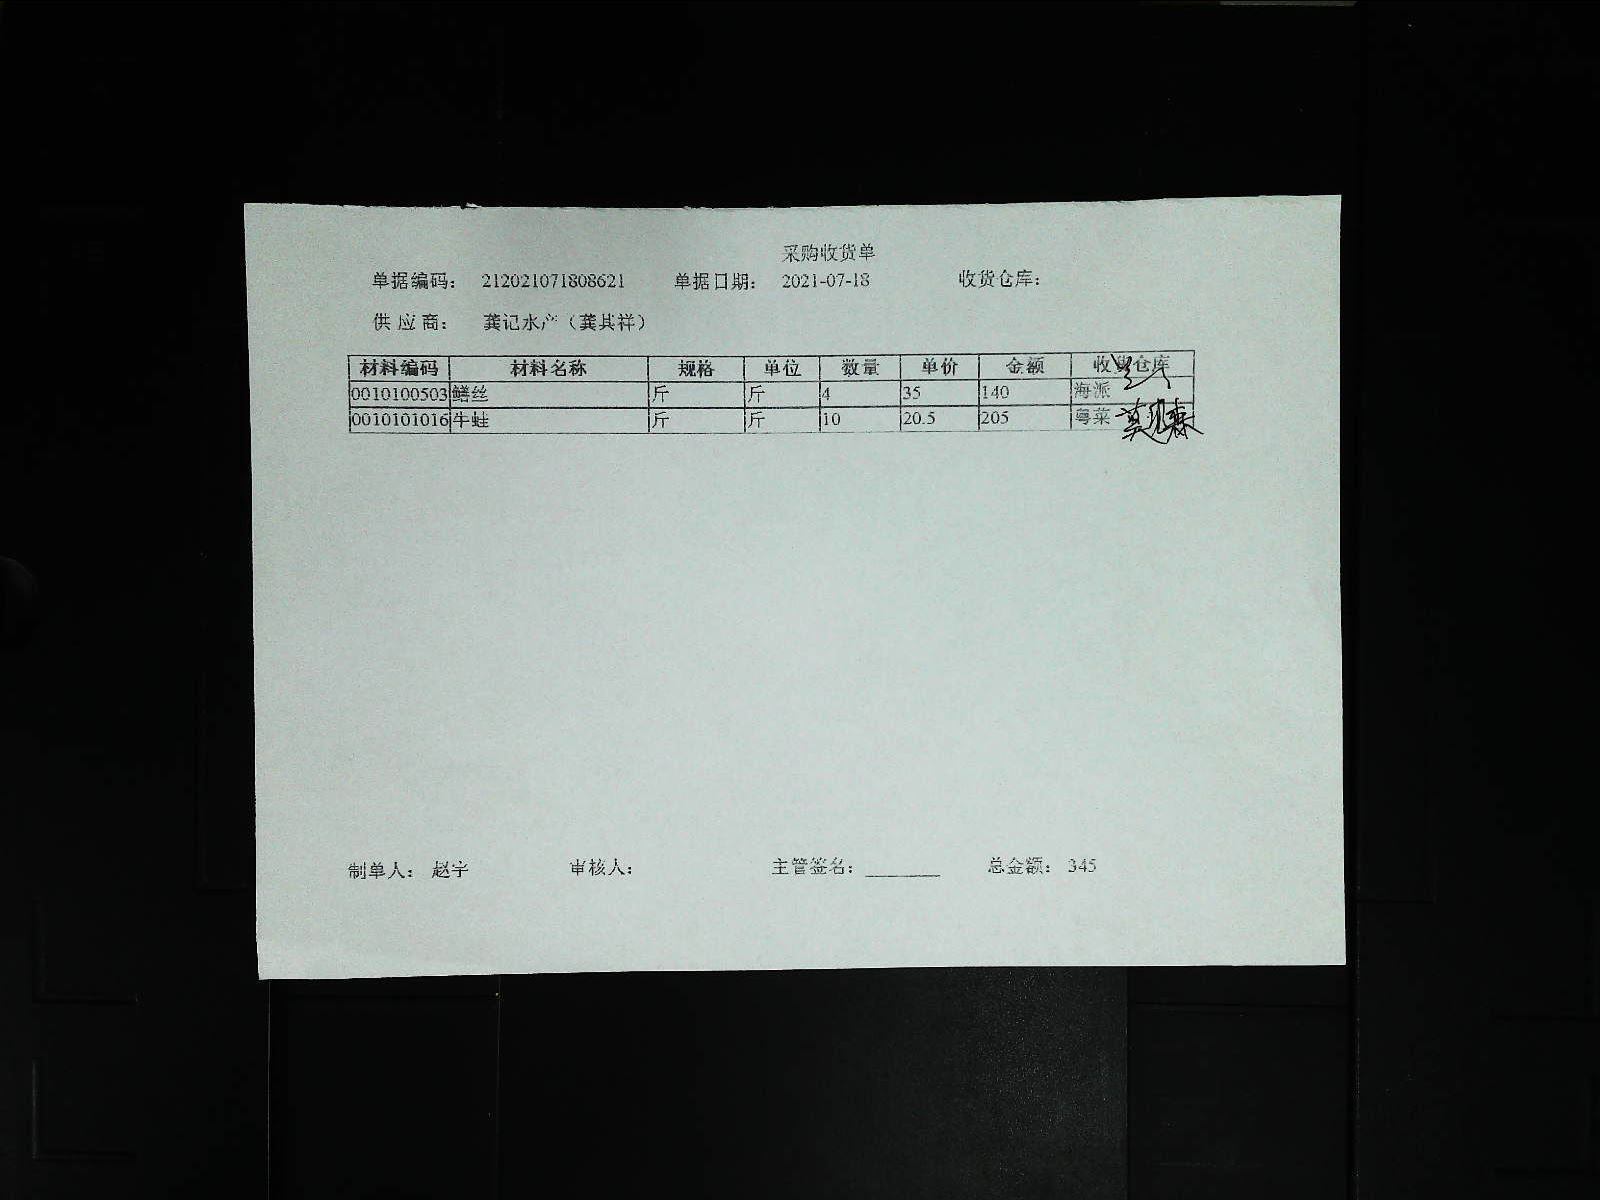 采购收货单
单据编码： 212021071808621 单据日期： 2021-07-18 收货仓库：
供 应 商： 龚记水产（龚其祥）
材料编码 材料名称 规格 单位 数量 单价 金额 收货仓库
0010100503 鳝丝 斤 斤 4 35 140 海派
0010101016 牛蛙 斤 斤 10 20.5 205 粤菜
制单人： 赵宇 审核人： 主管签名： 总金额： 345